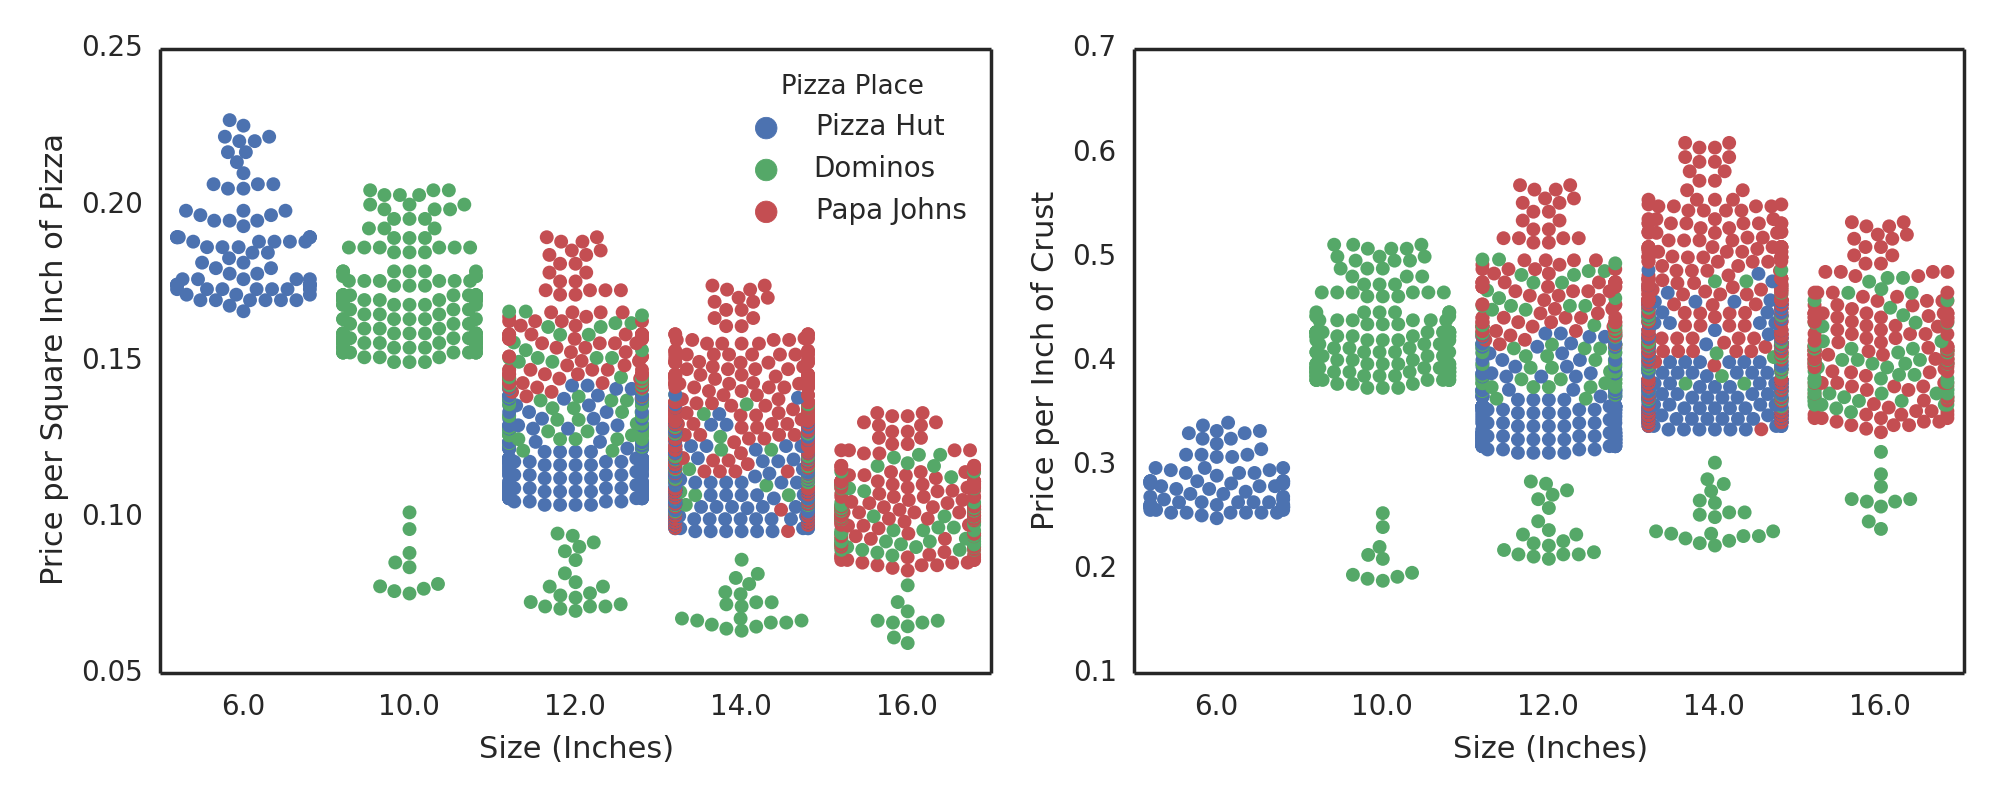 Price per Square Inch of Pizza
0.25
0.20
0.15
0.10
0.05
Pizza Place
Pizza Hut
Dominos
Papa Johns
6.0 10.0 12.0 14.0 16.0
Size (Inches)
Price per Inch of Crust
0.7
0.6
0.5
0.4
0.3
0.2
0.1
6.0 10.0 12.0 14.0 16.0
Size (Inches)